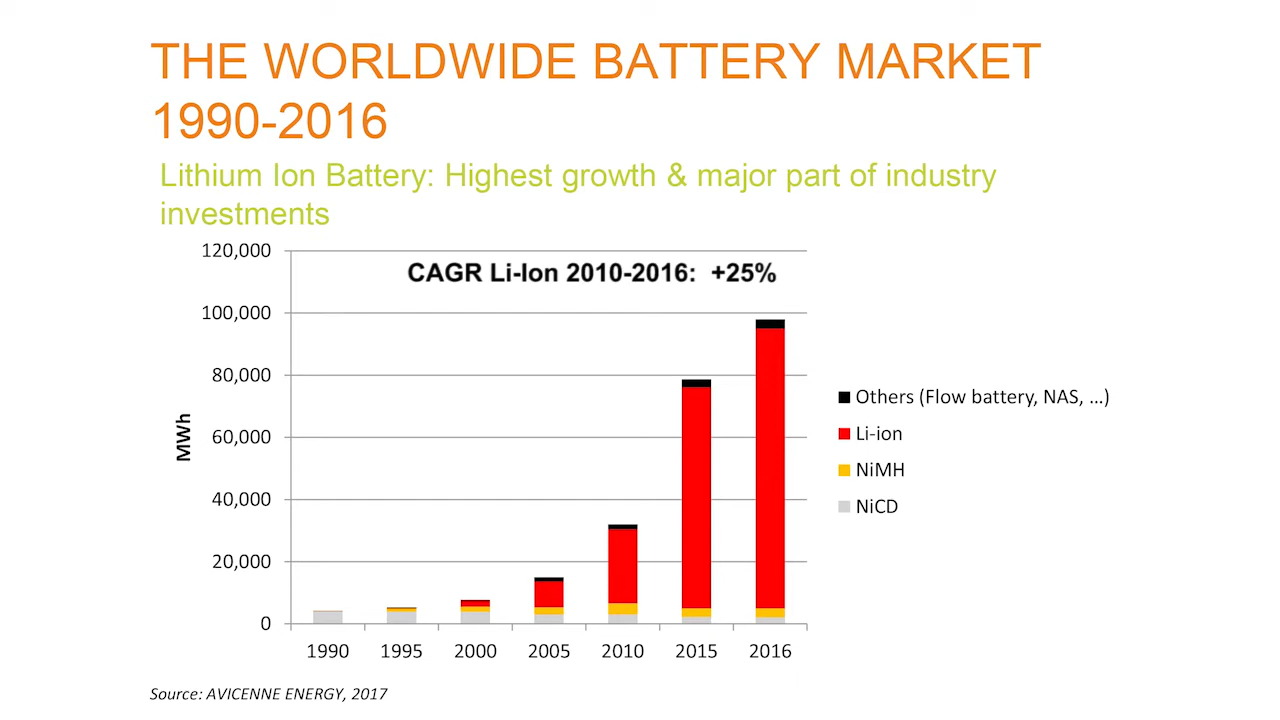 THE WORLDWIDE BATTERY MARKET
1990-2016
Lithium Ion Battery: Highest growth & major part of industry
investments
CAGR Li-Ion 2010-2016: +25%
MWh
120,000
100,000
80,000
60,000
40,000
20,000
0
1990 1995 2000 2005 2010 2015 2016
Others (Flow battery, NAS, ...)
Li-ion
NiMH
NiCD
Source: AVICENNE ENERGY, 2017